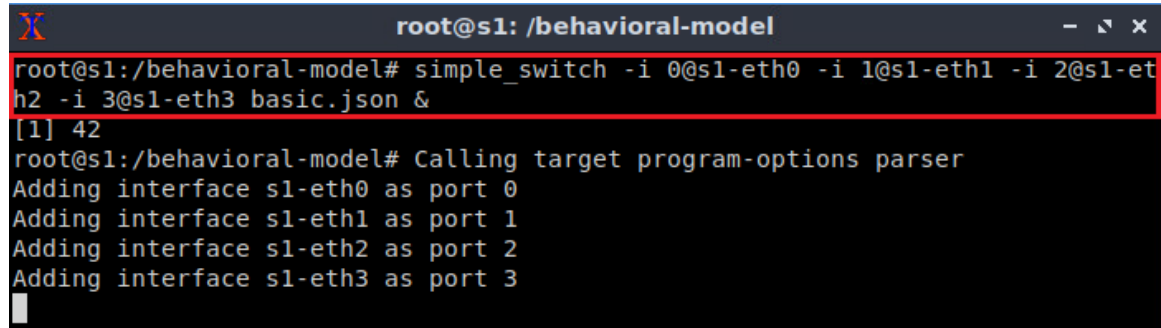 root@s1: /behavioral-model
root@s1:/behavioral-model# simple_switch -i 0@s1-eth0 -i 1@s1-eth1 -i 2@s1-et
h2 -i 3@s1-eth3 basic.json &
[1] 42
root@s1:/behavioral-model# Calling target program-options parser
Adding interface s1-eth0 as port 0
Adding interface s1-eth1 as port 1
Adding interface s1-eth2 as port 2
Adding interface s1-eth3 as port 3